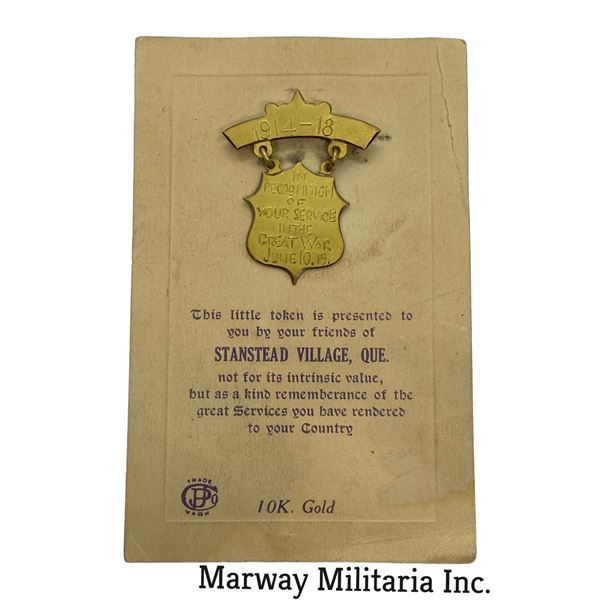 1914-18
IN
RECOGNITION
OF
YOUR SERVICE
IN THE
GREAT WAR
JUNE 10.19.
This little token is presented to
you by your friends of
STANSTEAD VILLAGE, QUE.
not for its intrinsic value,
but as a kind rememberance of the
great Services you have rendered
to your Country
TRADE
MARK
10K. Gold
Marway Militaria Inc.